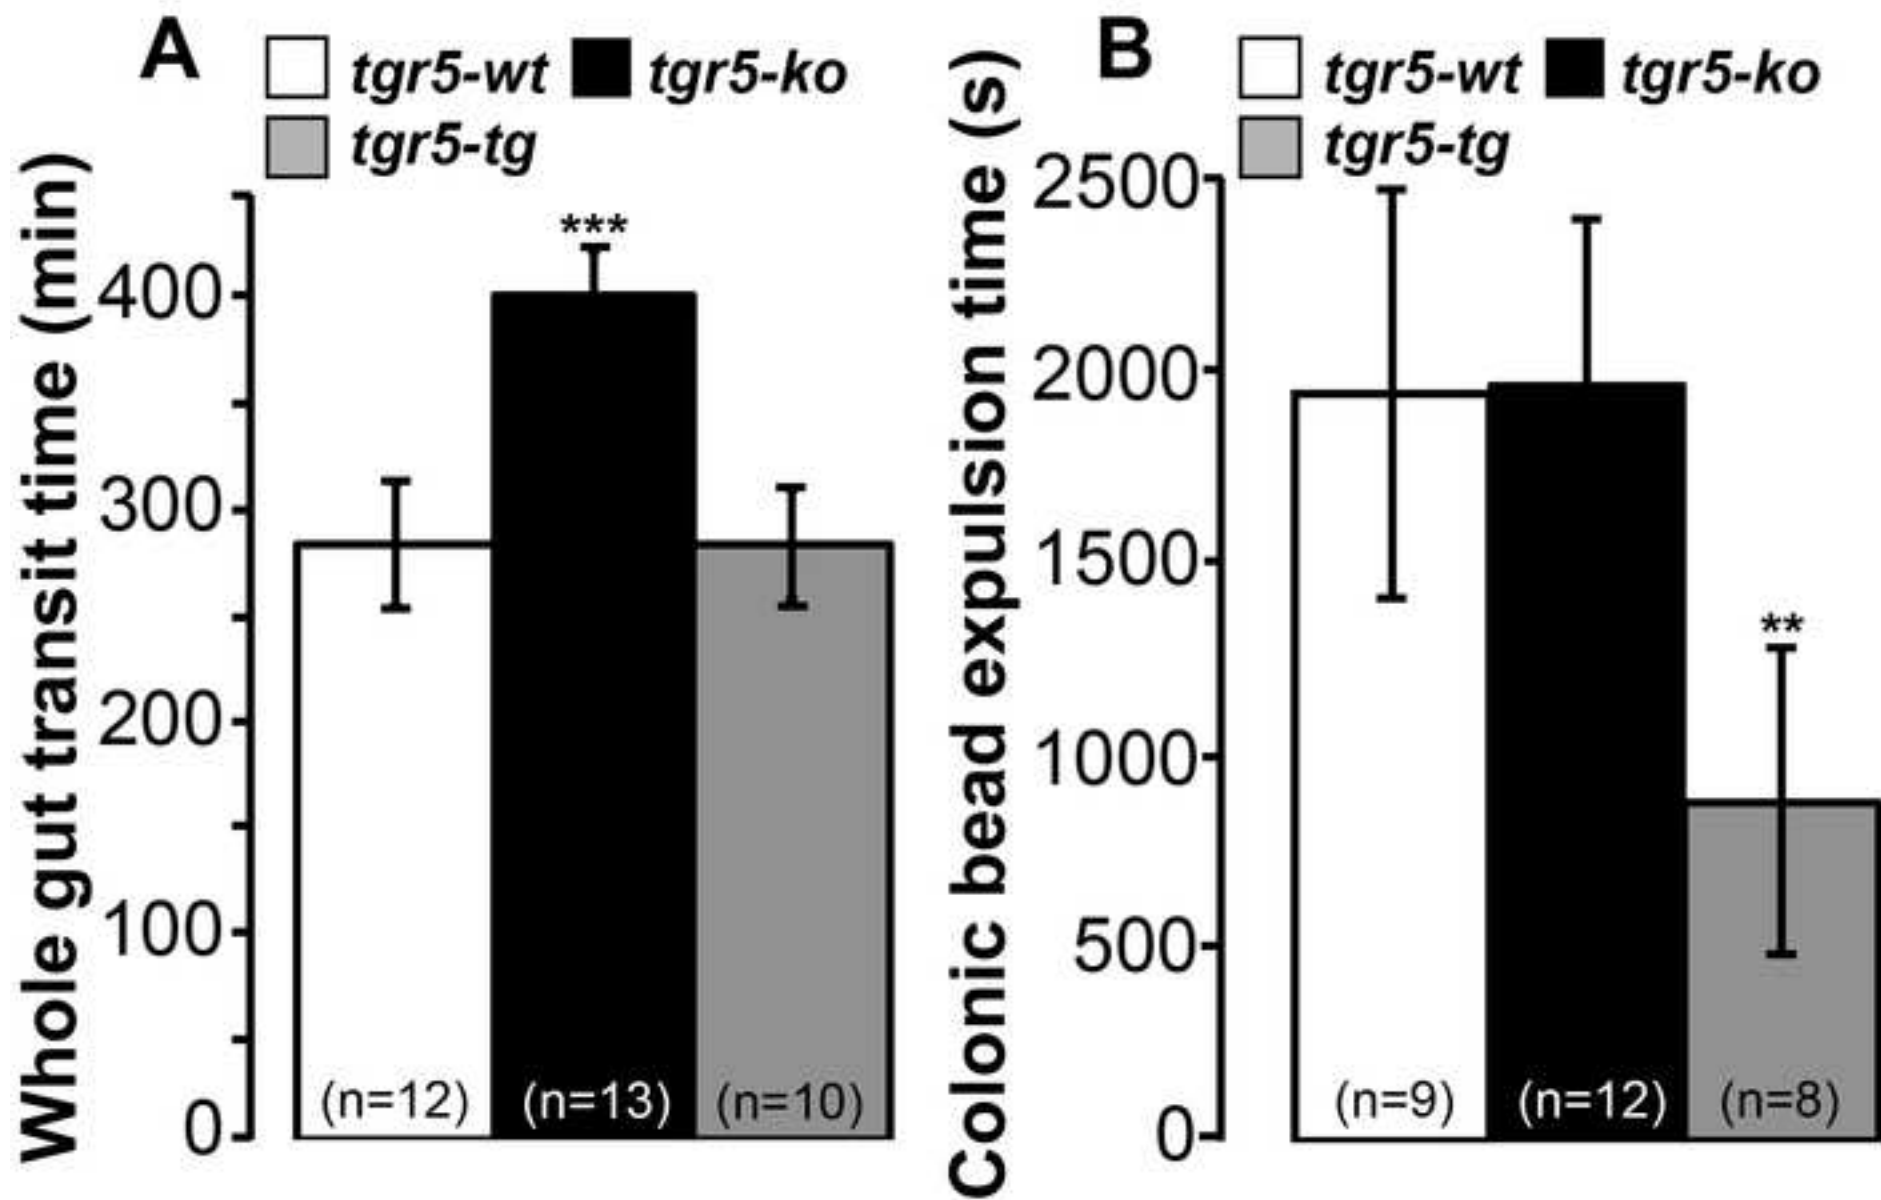 A
tgr5-wt tgr5-ko
tgr5-tg
Whole gut transit time (min)
400
300
200
100
0
***
(n=12) (n=13) (n=10)
B
tgr5-wt tgr5-ko
tgr5-tg
Colonic bead expulsion time (s)
2500
2000
1500
1000
500
0
**
(n=9) (n=12) (n=8)